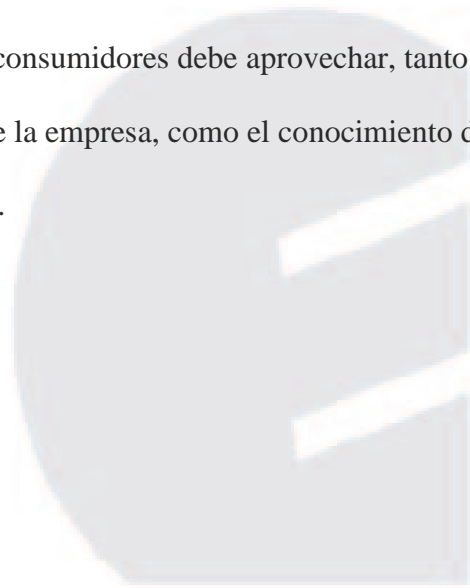 consumidores debe aprovechar, tanto
la empresa, como el conocimiento
.